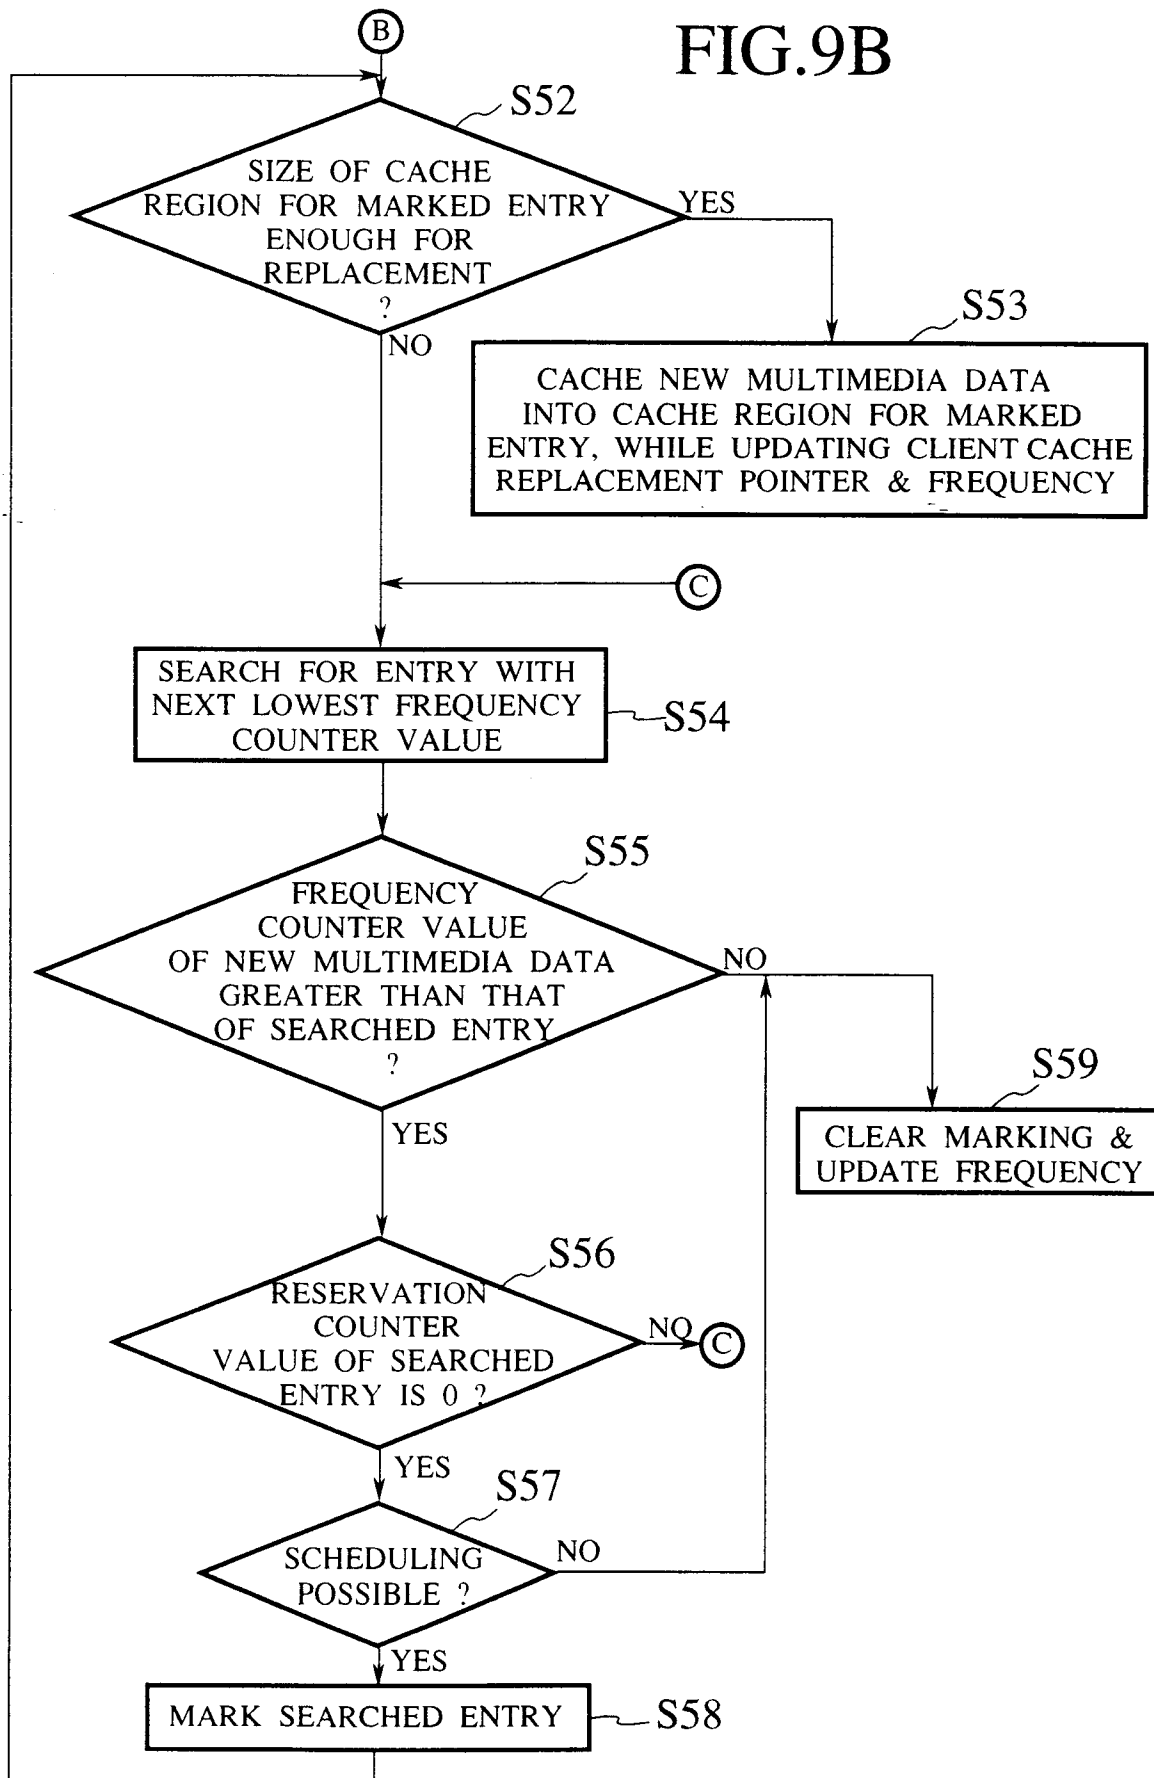 B
FIG.9B
S52
SIZE OF CACHE
REGION FOR MARKED ENTRY
ENOUGH FOR
REPLACEMENT
?
YES
NO
S53
CACHE NEW MULTIMEDIA DATA
INTO CACHE REGION FOR MARKED
ENTRY, WHILE UPDATING CLIENT CACHE
REPLACEMENT POINTER & FREQUENCY
C
SEARCH FOR ENTRY WITH
NEXT LOWEST FREQUENCY
COUNTER VALUE
S54
S55
FREQUENCY
COUNTER VALUE
OF NEW MULTIMEDIA DATA
GREATER THAN THAT
OF SEARCHED ENTRY
?
NO
YES
S59
CLEAR MARKING &
UPDATE FREQUENCY
S56
RESERVATION
COUNTER
VALUE OF SEARCHED
ENTRY IS 0 ?
NO
C
YES
S57
SCHEDULING
POSSIBLE ?
NO
YES
MARK SEARCHED ENTRY
S58